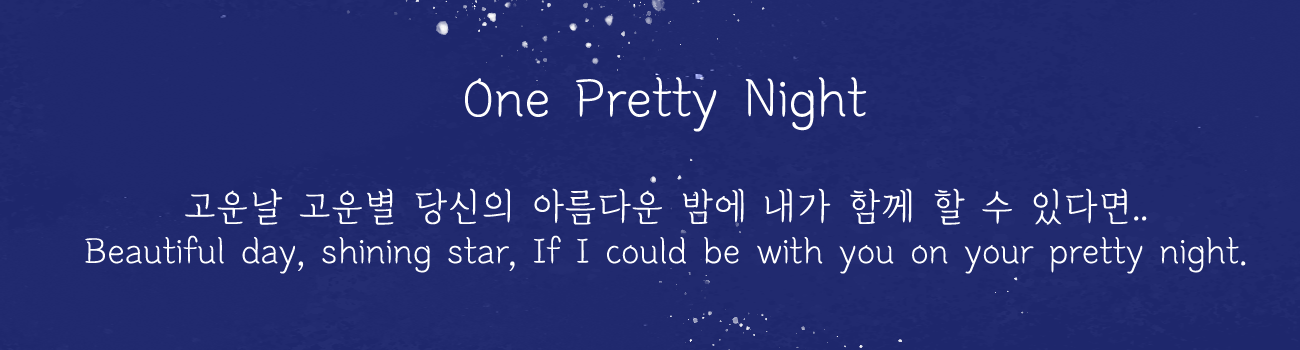 One Pretty Night
고운날 고운별 당신의 아름다운 밤에 내가 함께 할 수 있다면..
Beautiful day, shining star, If I could be with you on your pretty night.